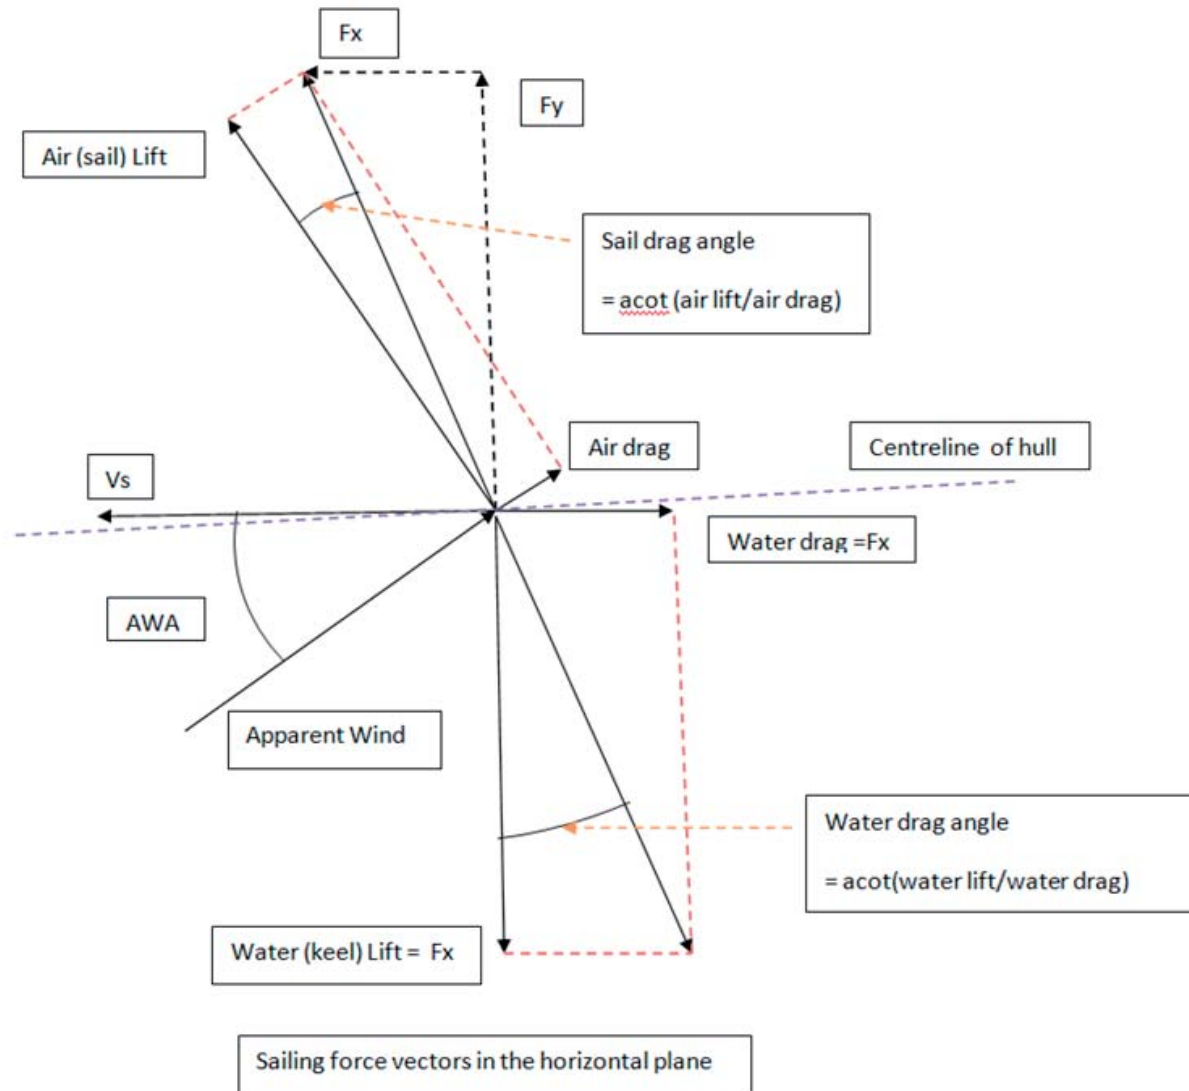 Fx
Fy
Air (sail) Lift
Sail drag angle
= acot (air lift/air drag)
Air drag
Centreline of hull
Vs
Water drag =Fx
AWA
Apparent Wind
Water drag angle
= acot(water lift/water drag)
Water (keel) Lift = Fx
Sailing force vectors in the horizontal plane